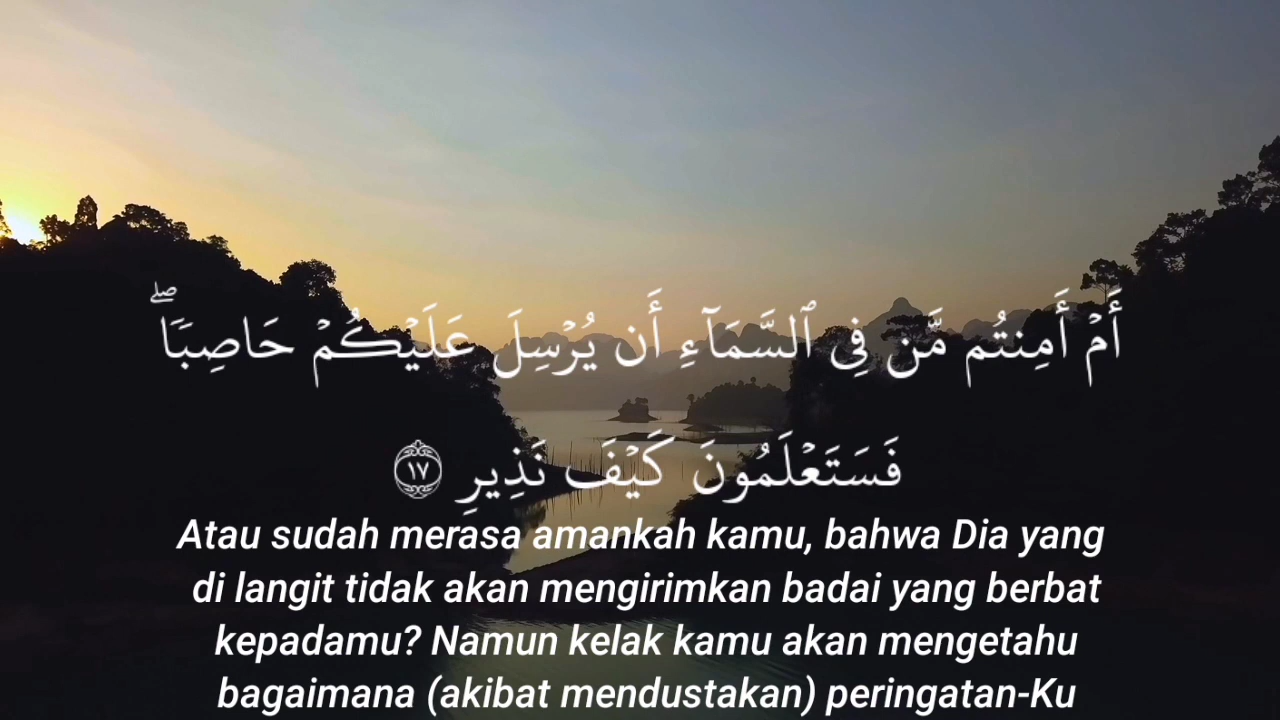 أَمْ أَمِنتُم مَّن فِى ٱلسَّمَآءِ أَن يُرْسِلَ عَلَيْكُمْ حَاصِبًا ۖ
فَسَتَعْلَمُونَ كَيْفَ نَذِيرِ ١٧
Atau sudah merasa amankah kamu, bahwa Dia yang
di langit tidak akan mengirimkan badai yang berbat
kepadamu? Namun kelak kamu akan mengetahu
bagaimana (akibat mendustakan) peringatan-Ku